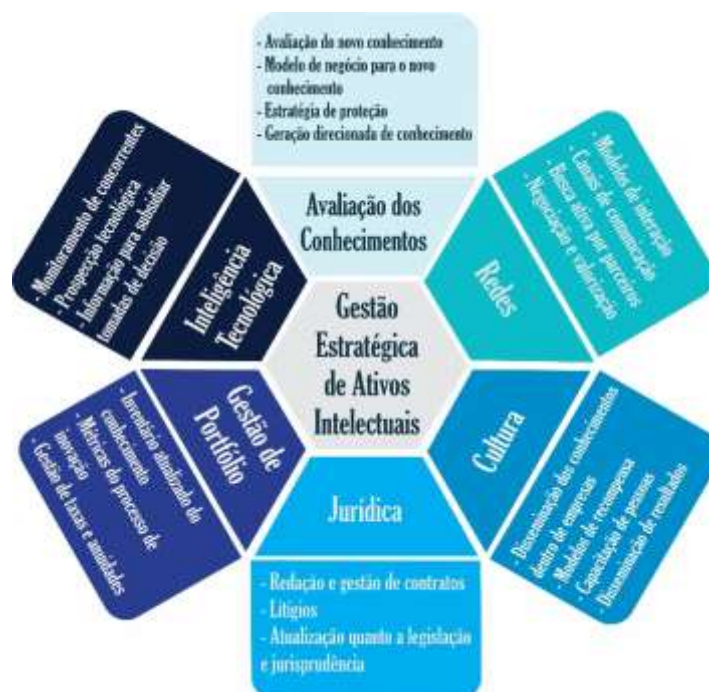 - Avaliação do novo conhecimento
- Modelo de negócio para o novo
conhecimento
- Estratégia de proteção
- Geração direcionada de conhecimento
Avaliação dos
Conhecimentos
- Modelos de interação
- Canais de comunicação
- Busca ativa por parceiros
- Negociação e valorização
Redes
- Disseminação dos conhecimentos
dentro de empresas
- Modelos de recompensa
- Capacitação de pessoas
- Disseminação de resultados
Cultura
Jurídica
- Redação e gestão de contratos
- Litígios
- Atualização quanto a legislação
e jurisprudência
Gestão de
Portfólio
- Inventário atualizado do
conhecimento
- Métricas do processo de
inovação
- Gestão de taxas e anuidades
Inteligência
Tecnológica
- Monitoramento de concorrentes
- Prospecção tecnológica
- Informação para subsidiar
tomadas de decisão
Gestão
Estratégica
de Ativos
Intelectuais